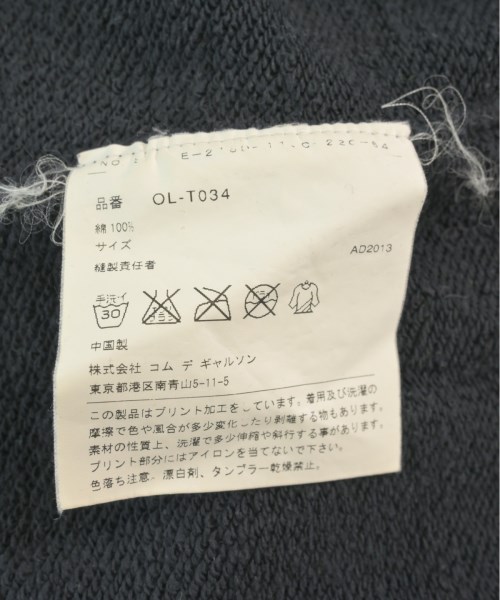 品番 OL-T034
綿 100%
サイズ
縫製責任者 AD2013
手洗イ
30
中国製
株式会社 コム デ ギャルソン
東京都港区南青山5-11-5
この製品はプリント加工をしています。着用及び洗濯の
摩擦で色や風合が多少変化したり剥離する物もあります。
素材の性質上、洗濯で多少伸縮や斜行する事があります。
プリント部分にはアイロンを当てないで下さい。
色落ち注意。漂白剤、タンブラー乾燥禁止。